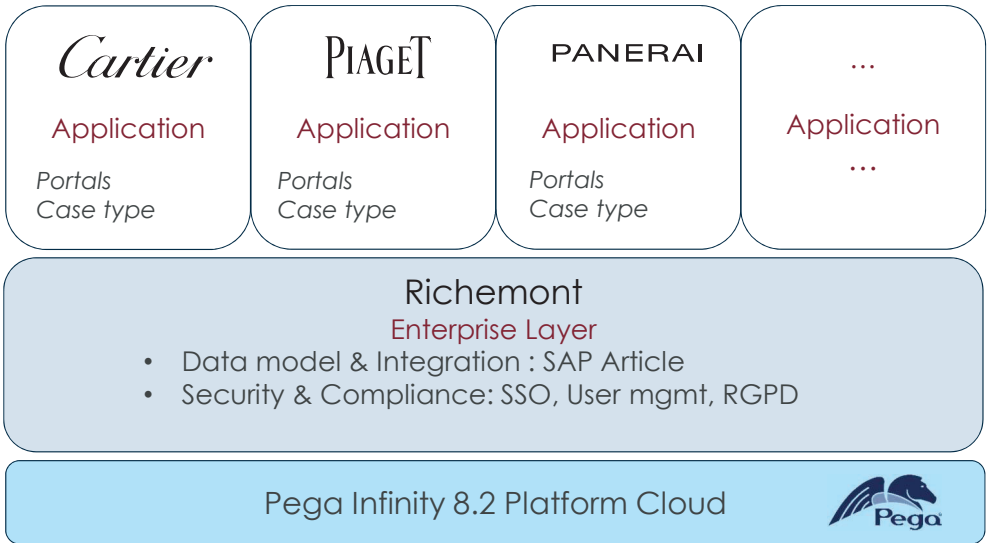 Cartier
Application
Portals
Case type
PIAGET
Application
Portals
Case type
PANERAI
Application
Portals
Case type
...
Application
...
Richemont
Enterprise Layer
• Data model & Integration : SAP Article
• Security & Compliance: SSO, User mgmt, RGPD
Pega Infinity 8.2 Platform Cloud
Pega